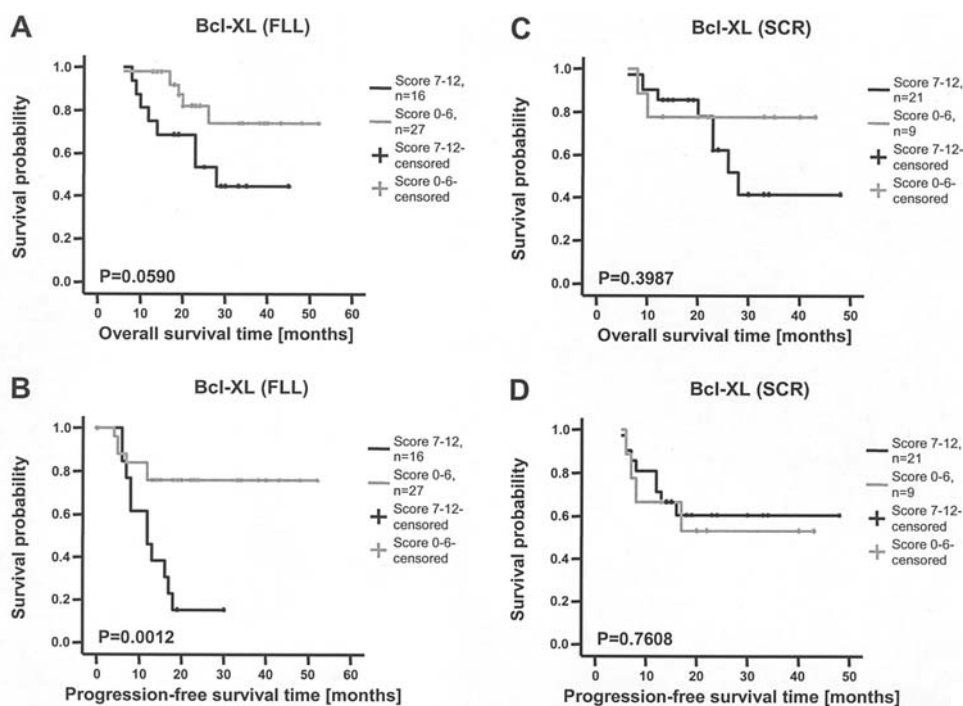 A
Bcl-XL (FLL)
Survival probability
1.0
0.8
0.6
0.4
0.2
0.0
P=0.0590
0
10
20
30
40
50
60
Overall survival time [months]
Score 7-12,
n=16
Score 0-6,
n=27
Score 7-12-
censored
Score 0-6-
censored
C
Bcl-XL (SCR)
Survival probability
1.0
0.8
0.6
0.4
0.2
0.0
P=0.3987
0
10
20
30
40
50
Overall survival time [months]
Score 7-12,
n=21
Score 0-6,
n=9
Score 7-12-
censored
Score 0-6-
censored
B
Bcl-XL (FLL)
Survival probability
1.0
0.8
0.6
0.4
0.2
0.0
P=0.0012
0
10
20
30
40
50
60
Progression-free survival time [months]
Score 7-12,
n=16
Score 0-6,
n=27
Score 7-12-
censored
Score 0-6-
censored
D
Bcl-XL (SCR)
Survival probability
1.0
0.8
0.6
0.4
0.2
0.0
P=0.7608
0
10
20
30
40
50
Progression-free survival time [months]
Score 7-12,
n=21
Score 0-6,
n=9
Score 7-12-
censored
Score 0-6-
censored